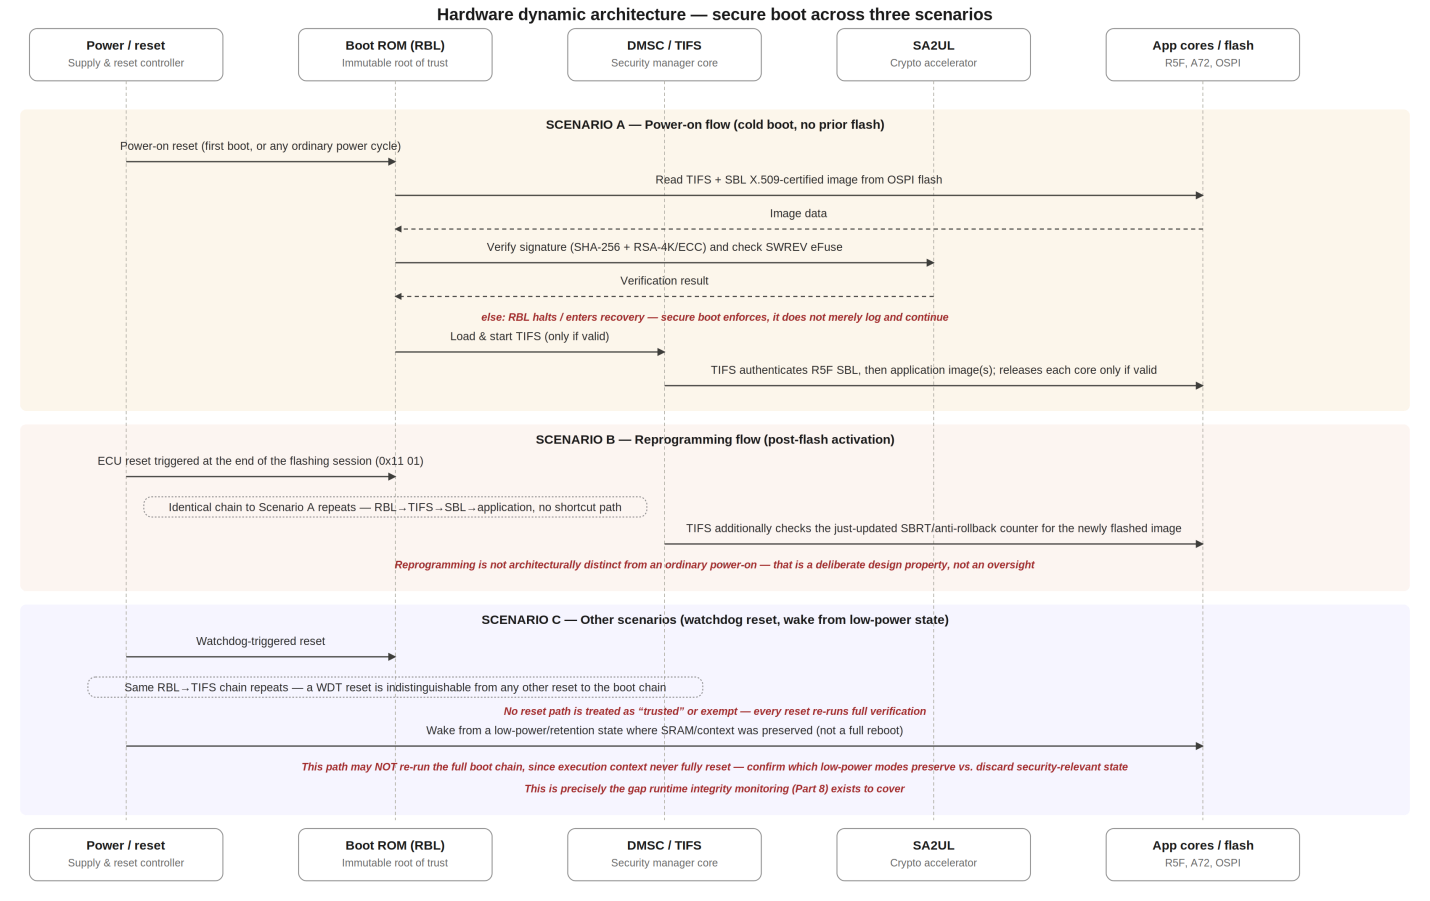 Hardware dynamic architecture — secure boot across three scenarios
Power / reset
Supply & reset controller
Boot ROM (RBL)
Immutable root of trust
DMSC / TIFS
Security manager core
SA2UL
Crypto accelerator
App cores / flash
R5F, A72, OSPI
SCENARIO A — Power-on flow (cold boot, no prior flash)
Power-on reset (first boot, or any ordinary power cycle)
Read TIFS + SBL X.509-certified image from OSPI flash
Image data
Verify signature (SHA-256 + RSA-4K/ECC) and check SWREV eFuse
Verification result
else: RBL halts / enters recovery — secure boot enforces, it does not merely log and continue
Load & start TIFS (only if valid)
TIFS authenticates R5F SBL, then application image(s); releases each core only if valid
SCENARIO B — Reprogramming flow (post-flash activation)
ECU reset triggered at the end of the flashing session (0x11 01)
Identical chain to Scenario A repeats — RBL→TIFS→SBL→application, no shortcut path
TIFS additionally checks the just-updated SBRT/anti-rollback counter for the newly flashed image
Reprogramming is not architecturally distinct from an ordinary power-on — that is a deliberate design property, not an oversight
SCENARIO C — Other scenarios (watchdog reset, wake from low-power state)
Watchdog-triggered reset
Same RBL→TIFS chain repeats — a WDT reset is indistinguishable from any other reset to the boot chain
No reset path is treated as “trusted” or exempt — every reset re-runs full verification
Wake from a low-power/retention state where SRAM/context was preserved (not a full reboot)
This path may NOT re-run the full boot chain, since execution context never fully reset — confirm which low-power modes preserve vs. discard security-relevant state
This is precisely the gap runtime integrity monitoring (Part 8) exists to cover
Power / reset
Supply & reset controller
Boot ROM (RBL)
Immutable root of trust
DMSC / TIFS
Security manager core
SA2UL
Crypto accelerator
App cores / flash
R5F, A72, OSPI